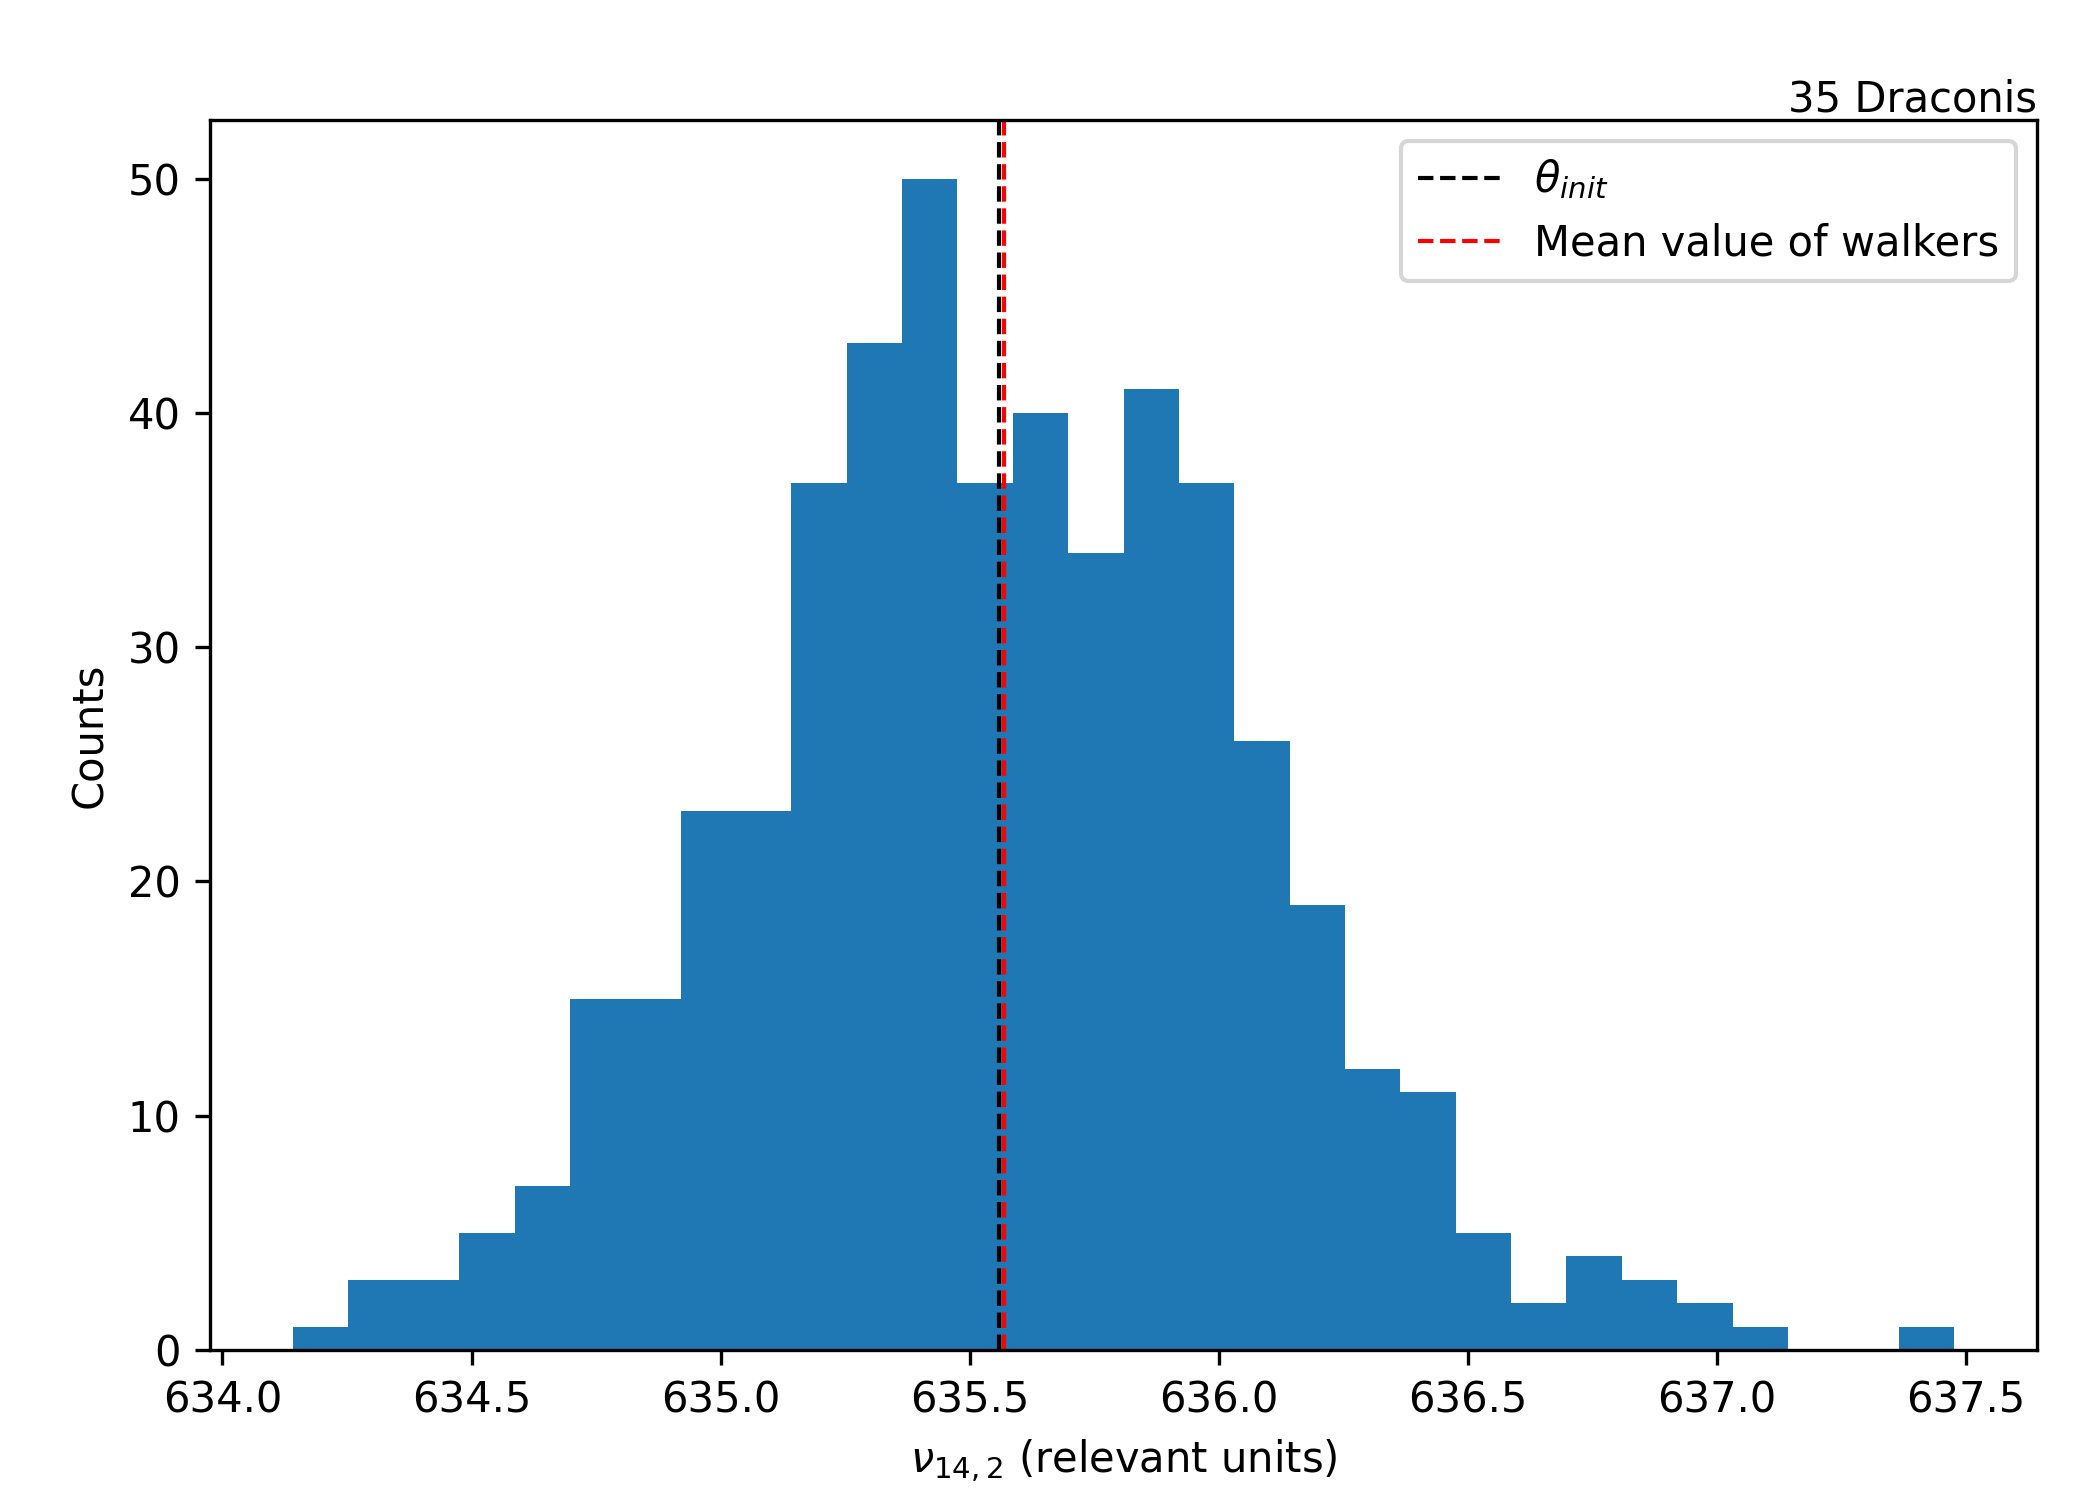 35 Draconis
θinit
Mean value of walkers
50
40
30
20
10
0
Counts
634.0 634.5 635.0 635.5 636.0 636.5 637.0 637.5
ν14, 2 (relevant units)